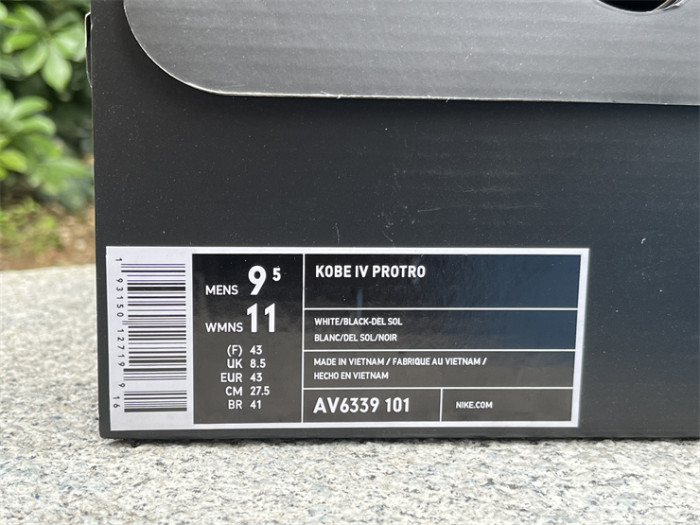 1 93150 12719 9 16
MENS 9 5
WMNS 11
(F) 43
UK 8.5
EUR 43
CM 27.5
BR 41
KOBE IV PROTRO
WHITE/BLACK-DEL SOL
BLANC/DEL SOL/NOIR
MADE IN VIETNAM / FABRIQUE AU VIETNAM /
HECHO EN VIETNAM
AV6339 101
NIKE.COM